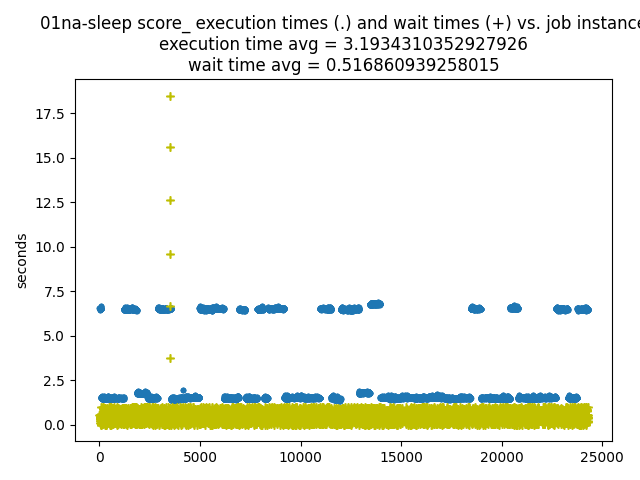 01na-sleep score_ execution times (.) and wait times (+) vs. job instance
execution time avg = 3.1934310352927926
wait time avg = 0.516860939258015
17.5
15.0
12.5
10.0
7.5
5.0
2.5
0.0
seconds
0 5000 10000 15000 20000 25000